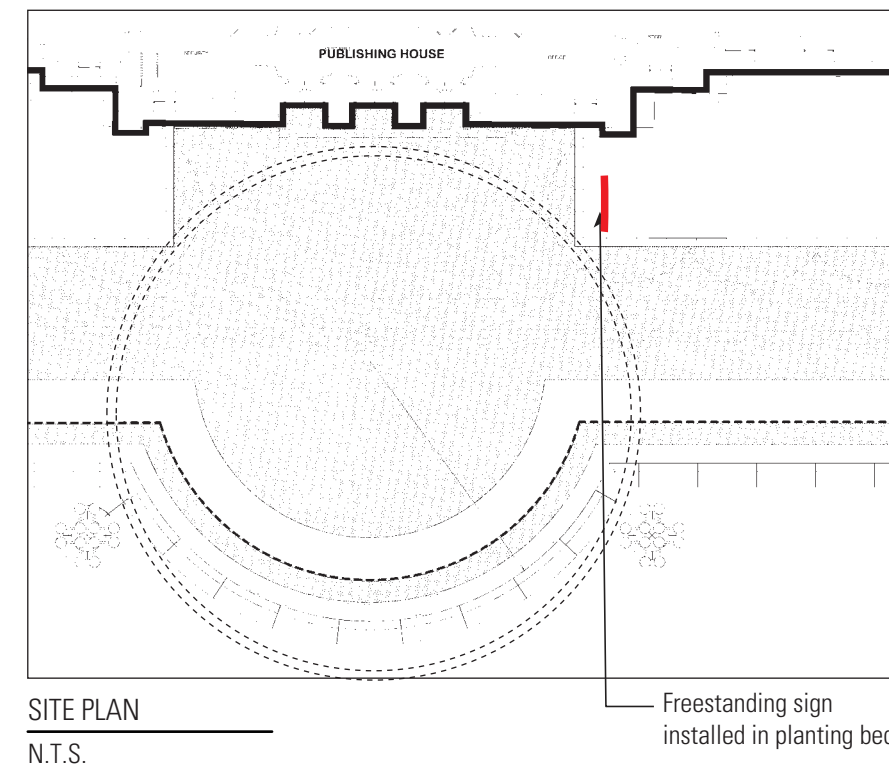 PUBLISHING HOUSE
SITE PLAN
N.T.S.
Freestanding sign
installed in planting bed